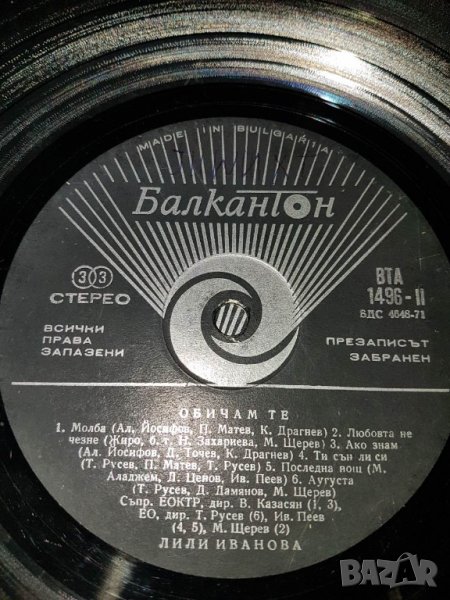 MADE IN BULGARIA
Балкантон
33
СТЕРЕО
ВТА
1496-II
БДС 4848-71
ВСИЧКИ
ПРАВА
ЗАПАЗЕНИ
ПРЕЗАПИСЪТ
ЗАБРАНЕН
ОБИЧАМ ТЕ
1. Молба (Ал. Йосифов, П. Матев, К. Драгнев) 2. Любовта не
чезне (Жиро, б. т. Н. Захариева, М. Щерев) 3. Ако знам
(Ал. Йосифов, Д. Точев, К. Драгнев) 4. Ти сън ли си
(Т. Русев, П. Матев, Т. Русев) 5. Последна нощ (М.
Аладжем, Д. Ценов, Ив. Пеев) 6. Аугуста
(Т. Русев, Д. Дамянов, М. Щерев)
Съпр. ЕОКТР, дир. В. Казасян (1, 3),
ЕО, дир. Т. Русев (6), Ив. Пеев
(4, 5), М. Щерев (2)
ЛИЛИ ИВАНОВА
BAZAR